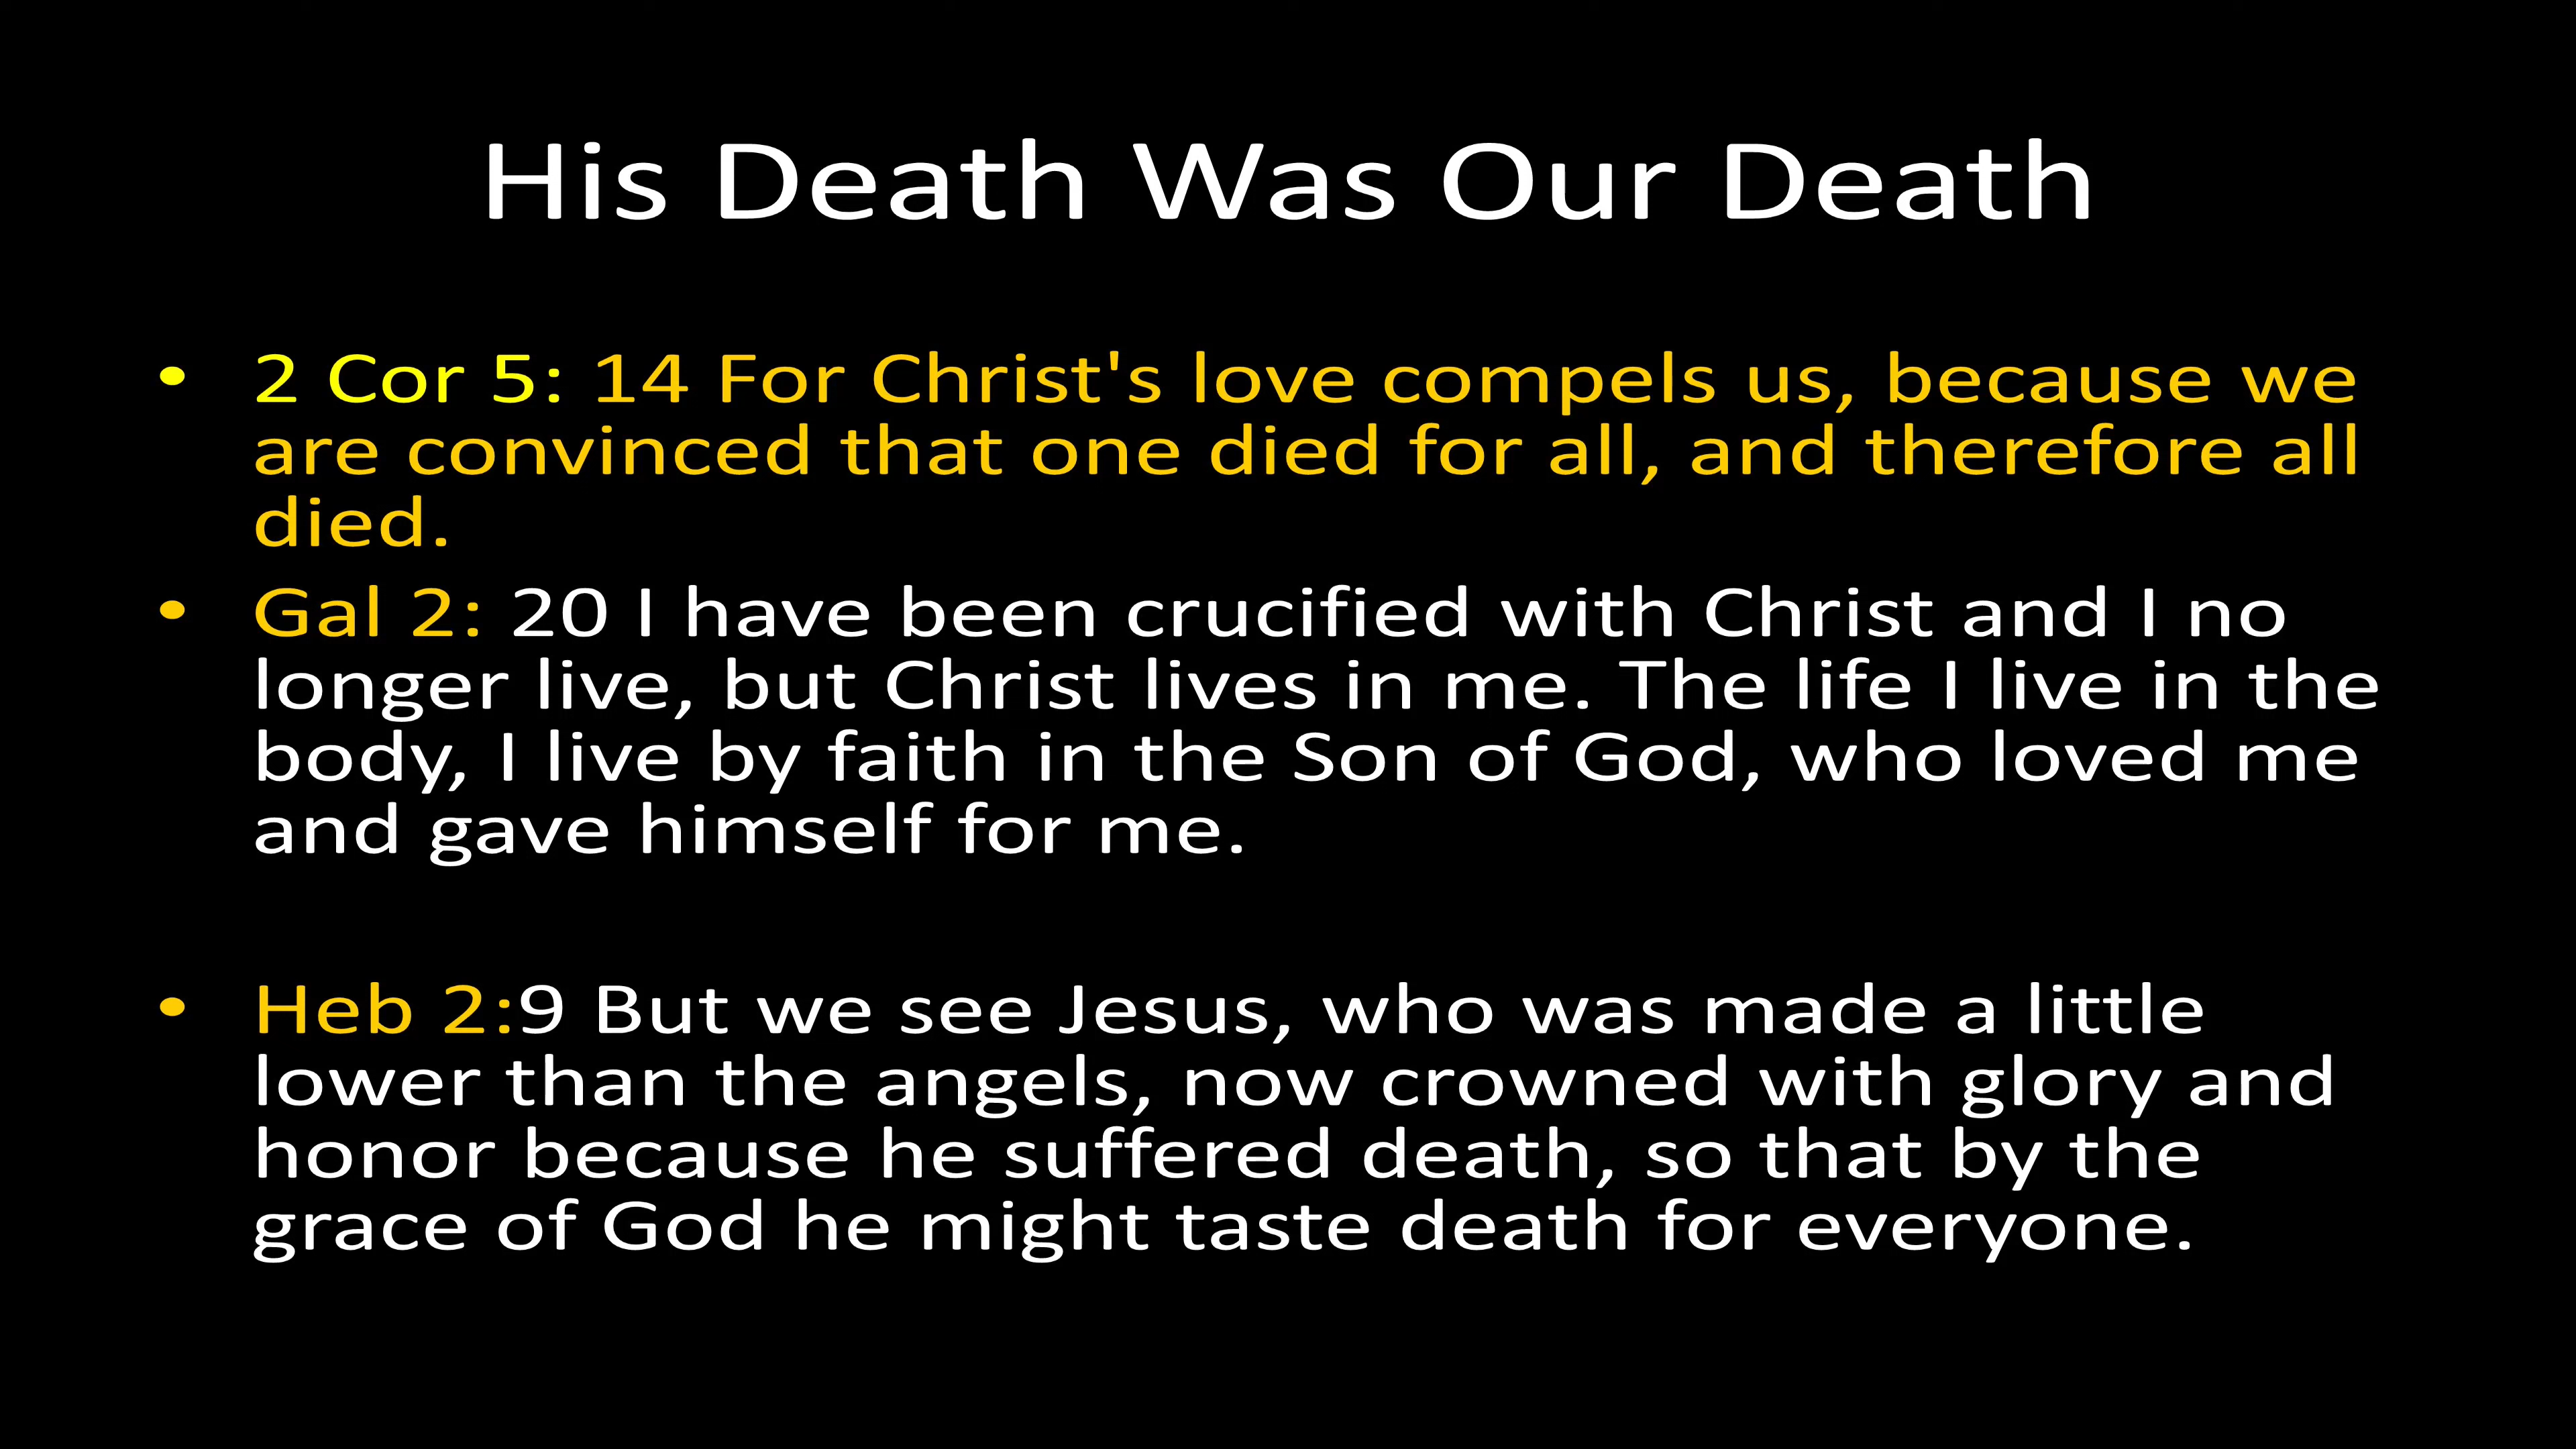 His Death Was Our Death
• 2 Cor 5: 14 For Christ's love compels us, because we
are convinced that one died for all, and therefore all
died.
• Gal 2: 20 I have been crucified with Christ and I no
longer live, but Christ lives in me. The life I live in the
body, I live by faith in the Son of God, who loved me
and gave himself for me.
• Heb 2:9 But we see Jesus, who was made a little
lower than the angels, now crowned with glory and
honor because he suffered death, so that by the
grace of God he might taste death for everyone.